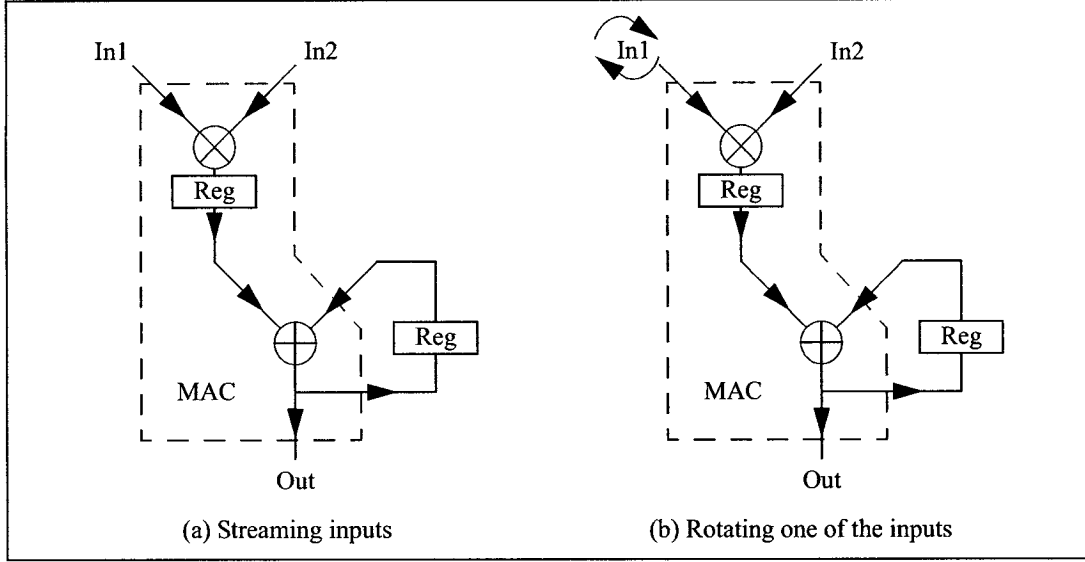 In1 In2
Reg
Reg
MAC
Out
(a) Streaming inputs
In1 In2
Reg
Reg
MAC
Out
(b) Rotating one of the inputs